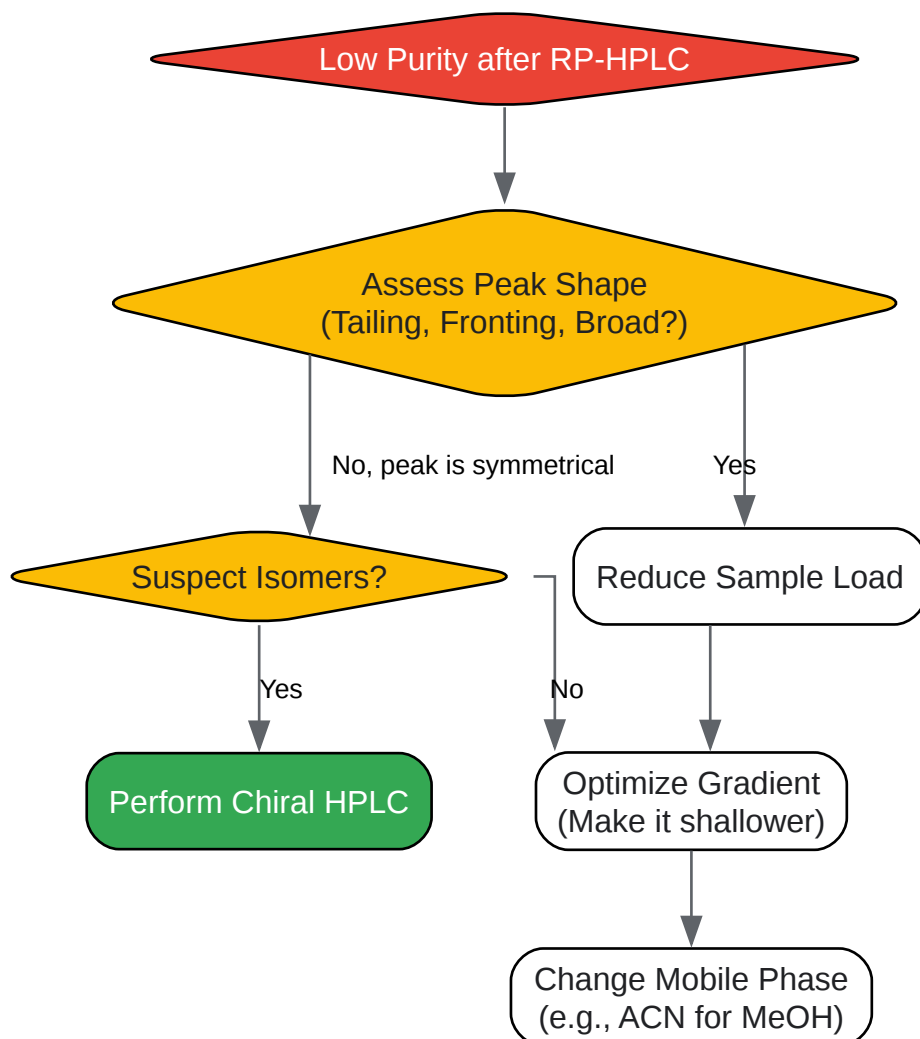 Low Purity after RP-HPLC
Assess Peak Shape
(Tailing, Fronting, Broad?)
No, peak is symmetrical
Yes
Suspect Isomers?
Reduce Sample Load
Yes
No
Perform Chiral HPLC
Optimize Gradient
(Make it shallower)
Change Mobile Phase
(e.g., ACN for MeOH)